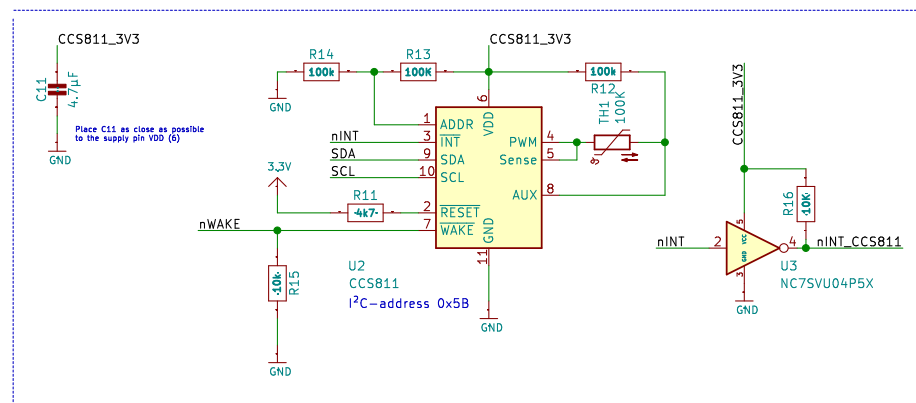 CCS811_3V3
C11
4.7µF
GND
Place C11 as close as possible
to the supply pin VDD (6)
R14
100k
GND
R13
100K
CCS811_3V3
100k
R12
TH1
100K
6
VDD
1
ADDR
nINT
3
INT
SDA
9
SDA
SCL
10
SCL
PWM
4
Sense
5
AUX
8
3.3V
R11
4k7
2
RESET
nWAKE
7
WAKE
GND
11
10k
R15
GND
U2
CCS811
I²C-address 0x5B
GND
CCS811_3V3
R16
10K
nINT
2
5
VCC
GND
3
4
nINT_CCS811
U3
NC7SVU04P5X
GND